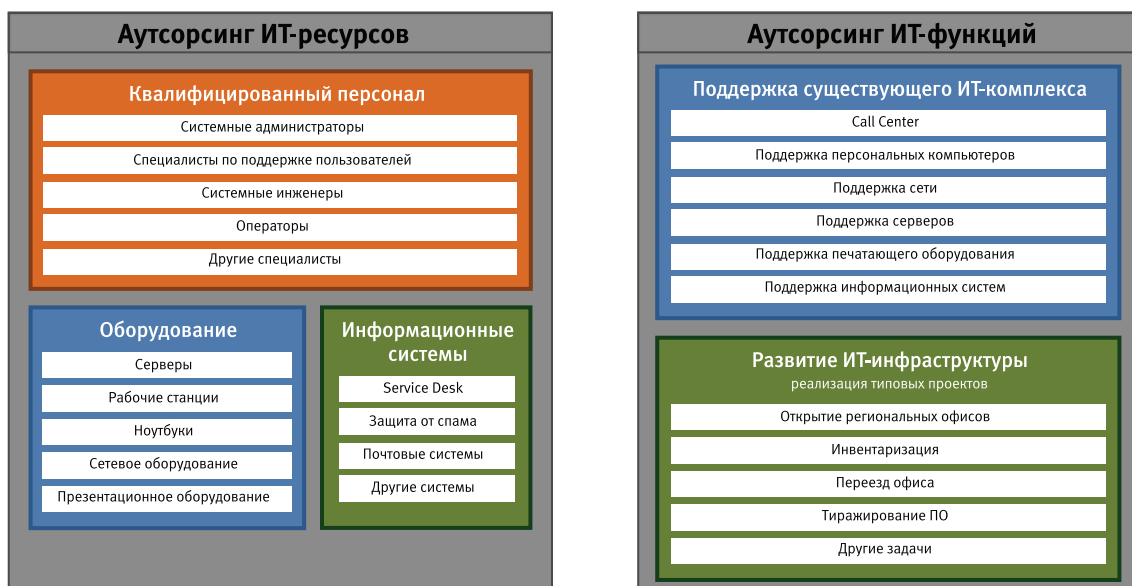 Аутсорсинг ИТ-ресурсов
Квалифицированный персонал
Системные администраторы
Специалисты по поддержке пользователей
Системные инженеры
Операторы
Другие специалисты
Оборудование
Серверы
Рабочие станции
Ноутбуки
Сетевое оборудование
Презентационное оборудование
Информационные
системы
Service Desk
Защита от спама
Почтовые системы
Другие системы
Аутсорсинг ИТ-функций
Поддержка существующего ИТ-комплекса
Call Center
Поддержка персональных компьютеров
Поддержка сети
Поддержка серверов
Поддержка печатающего оборудования
Поддержка информационных систем
Развитие ИТ-инфраструктуры
реализация типовых проектов
Открытие региональных офисов
Инвентаризация
Переезд офиса
Тиражирование ПО
Другие задачи